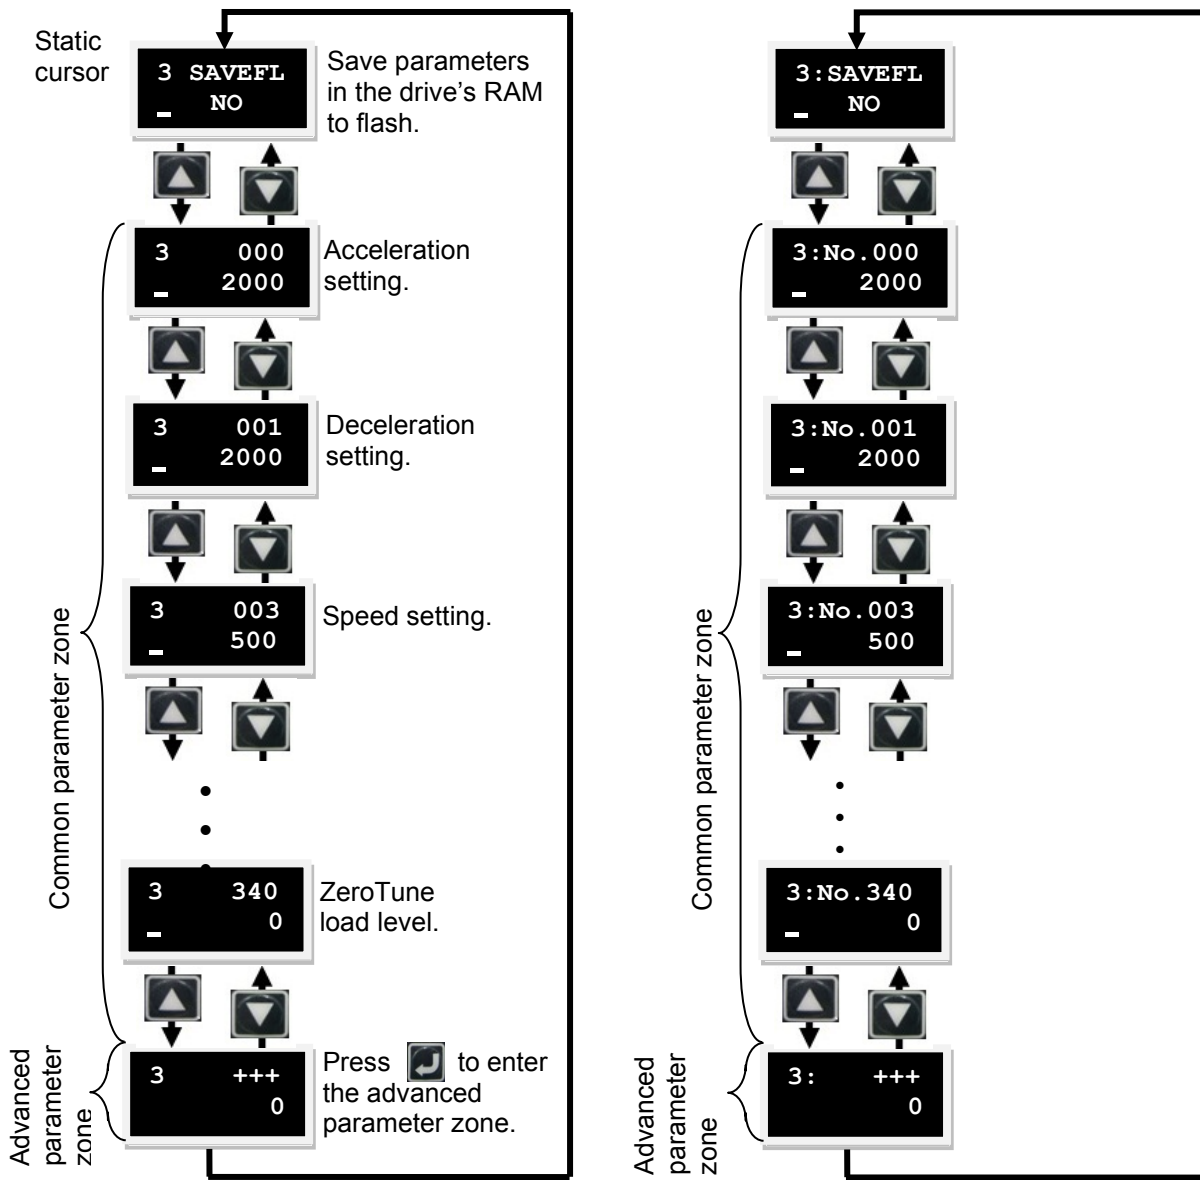 Static
cursor
3 SAVEFL
NO
Save parameters
in the drive's RAM
to flash.
3 000
2000
Acceleration
setting.
3 001
2000
Deceleration
setting.
3 003
500
Speed setting.
Common parameter zone
3 340
0
ZeroTune
load level.
Advanced
parameter
zone
3 +++
0
Press to enter
the advanced
parameter zone.
3:SAVEFL
NO
3:No.000
2000
3:No.001
2000
3:No.003
500
Common parameter zone
3:No.340
0
Advanced
parameter
zone
3: +++
0